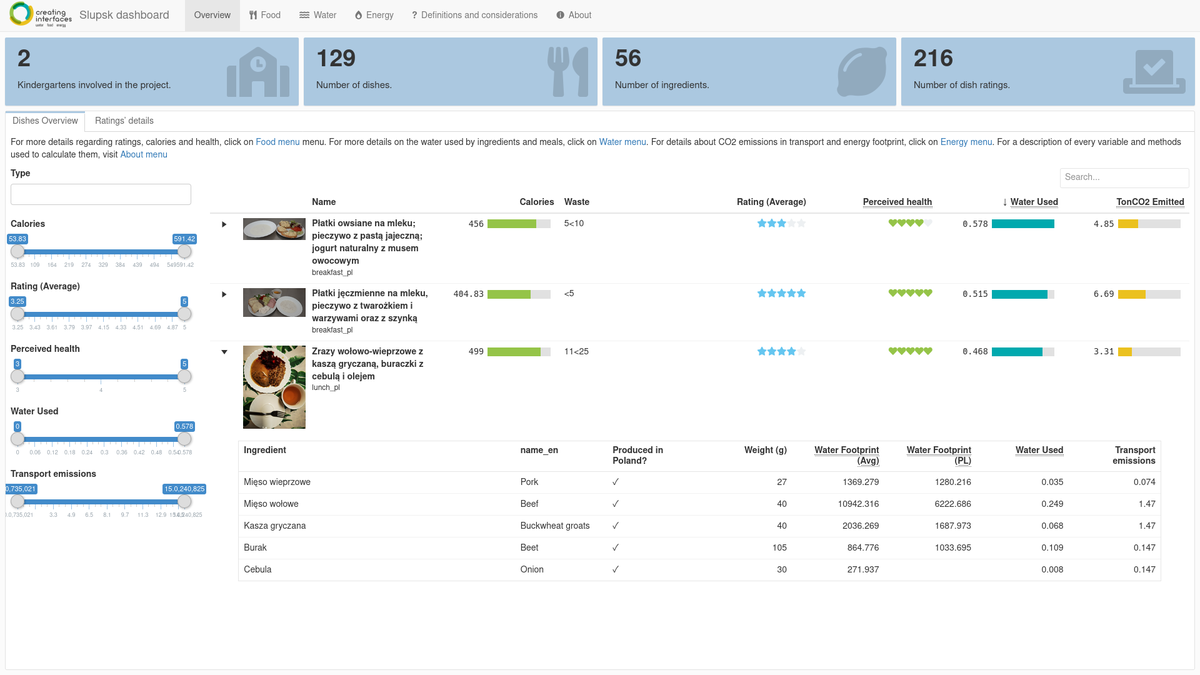 creating interfaces
water food energy
Slupsk dashboard
Overview
Food
Water
Energy
? Definitions and considerations
About
2
Kindergartens involved in the project.
129
Number of dishes.
56
Number of ingredients.
216
Number of dish ratings.
Dishes Overview
Ratings' details
For more details regarding ratings, calories and health, click on Food menu menu. For more details on the water used by ingredients and meals, click on Water menu. For details about CO2 emissions in transport and energy footprint, click on Energy menu. For a description of every variable and methods
used to calculate them, visit About menu
Type
Search...
Calories
53.83 591.42
53.83 109 164 219 274 329 384 439 494
Rating (Average)
3.25 5
3.25 3.43 3.61 3.79 3.97 4.15 4.33 4.51 4.69 4.87 5
Perceived health
3 5
3 4 5
Water Used
0 0.578
0 0.06 0.12 0.18 0.24 0.3 0.36 0.42 0.48 0.578
Transport emissions
0,735,021 15.0,240,825
0,735,021 3.3 4.9 6.5 8.1 9.7 11.3 12.9
Name Calories Waste Rating (Average) Perceived health ↓ Water Used TonCO2 Emitted
Płatki owsiane na mleku; 456 5<10 0.578 4.85
pieczywo z pastą jajeczną;
jogurt naturalny z musem
owocowym
breakfast_pl
Płatki jęczmienne na mleku, 404.83 <5 0.515 6.69
pieczywo z twarożkiem i
warzywami oraz z szynką
breakfast_pl
Zrazy wołowo-wieprzowe z 499 11<25 0.468 3.31
kaszą gryczaną, buraczki z
cebulą i olejem
lunch_pl
Ingredient name_en Produced in Weight (g) Water Footprint Water Footprint Water Used Transport
Poland? (Avg) (PL) emissions
Mięso wieprzowe Pork ✓ 27 1369.279 1280.216 0.035 0.074
Mięso wołowe Beef ✓ 40 10942.316 6222.686 0.249 1.47
Kasza gryczana Buckwheat groats ✓ 40 2036.269 1687.973 0.068 1.47
Burak Beet ✓ 105 864.776 1033.695 0.109 0.147
Cebula Onion ✓ 30 271.937 0.008 0.147